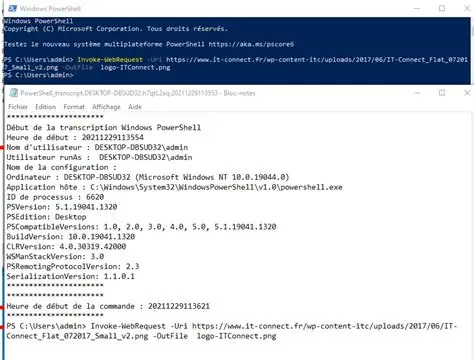 Windows PowerShell
Windows PowerShell
Copyright (C) Microsoft Corporation. Tous droits réservés.
Testez le nouveau système multiplateforme PowerShell https://aka.ms/pscore6
PS C:\Users\admin> Invoke-WebRequest -Uri https://www.it-connect.fr/wp-content-itc/uploads/2017/06/IT-Connect_Flat_07201
7_Small_v2.png -OutFile logo-ITConnect.png
PowerShell_transcript.DESKTOP-DBSUD32.h7qtL2aq.20211229113553 - Bloc-notes
Fichier Edition Format Affichage Aide
**********************
Début de la transcription Windows PowerShell
Heure de début : 20211229113554
Nom d'utilisateur : DESKTOP-DBSUD32\admin
Utilisateur runAs : DESKTOP-DBSUD32\admin
Nom de la configuration :
Ordinateur : DESKTOP-DBSUD32 (Microsoft Windows NT 10.0.19044.0)
Application hôte : C:\Windows\System32\WindowsPowerShell\v1.0\powershell.exe
ID de processus : 6620
PSVersion: 5.1.19041.1320
PSEdition: Desktop
PSCompatibleVersions: 1.0, 2.0, 3.0, 4.0, 5.0, 5.1.19041.1320
BuildVersion: 10.0.19041.1320
CLRVersion: 4.0.30319.42000
WSManStackVersion: 3.0
PSRemotingProtocolVersion: 2.3
SerializationVersion: 1.1.0.1
**********************
**********************
Heure de début de la commande : 20211229113621
**********************
PS C:\Users\admin> Invoke-WebRequest -Uri https://www.it-connect.fr/wp-content-itc/uploads/2017/06/IT-
Connect_Flat_072017_Small_v2.png -OutFile logo-ITConnect.png